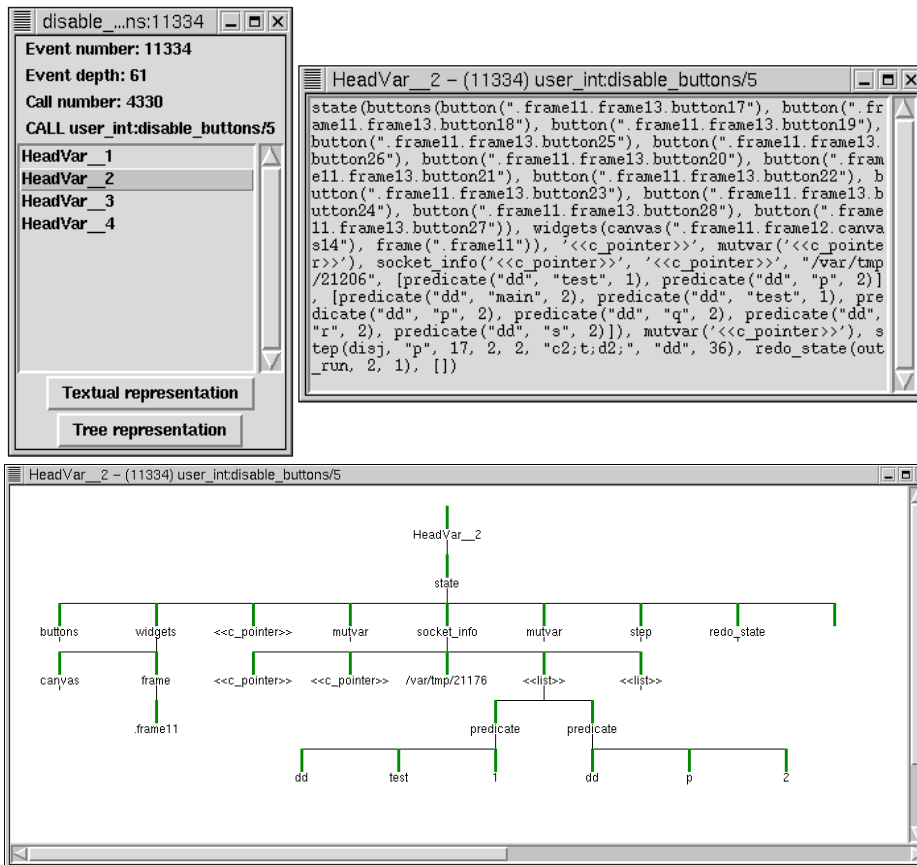 disable_...ns:11334
Event number: 11334
Event depth: 61
Call number: 4330
CALL user_int:disable_buttons/5
HeadVar__1
HeadVar__2
HeadVar__3
HeadVar__4
Textual representation
Tree representation
HeadVar__2 – (11334) user_int:disable_buttons/5
state(buttons(button(".frame11.frame13.button17"), button(".fr
ame11.frame13.button18"), button(".frame11.frame13.button19"),
button(".frame11.frame13.button25"), button(".frame11.frame13.
button26"), button(".frame11.frame13.button20"), button(".fram
e11.frame13.button21"), button(".frame11.frame13.button22"), b
utton(".frame11.frame13.button23"), button(".frame11.frame13.b
utton24"), button(".frame11.frame13.button28"), button(".frame
11.frame13.button27")), widgets(canvas(".frame11.frame12.canva
s14"), frame(".frame11")), '<<c_pointer>>', mutvar('<<c_pointe
r>>'), socket_info('<<c_pointer>>', '<<c_pointer>>', "/var/tmp
/21206", [predicate("dd", "test", 1), predicate("dd", "p", 2)]
, [predicate("dd", "main", 2), predicate("dd", "test", 1), pre
dicate("dd", "p", 2), predicate("dd", "q", 2), predicate("dd",
"r", 2), predicate("dd", "s", 2)]), mutvar('<<c_pointer>>'), s
tep(disj, "p", 17, 2, 2, "c2;t;d2;", "dd", 36), redo_state(out
_run, 2, 1), [])
HeadVar__2 – (11334) user_int:disable_buttons/5
HeadVar__2
state
buttons widgets <<c_pointer>> mutvar socket_info mutvar step redo_state
canvas frame <<c_pointer>> <<c_pointer>> /var/tmp/21176 <<list>> <<list>>
.frame11 predicate predicate
dd test 1 dd p 2